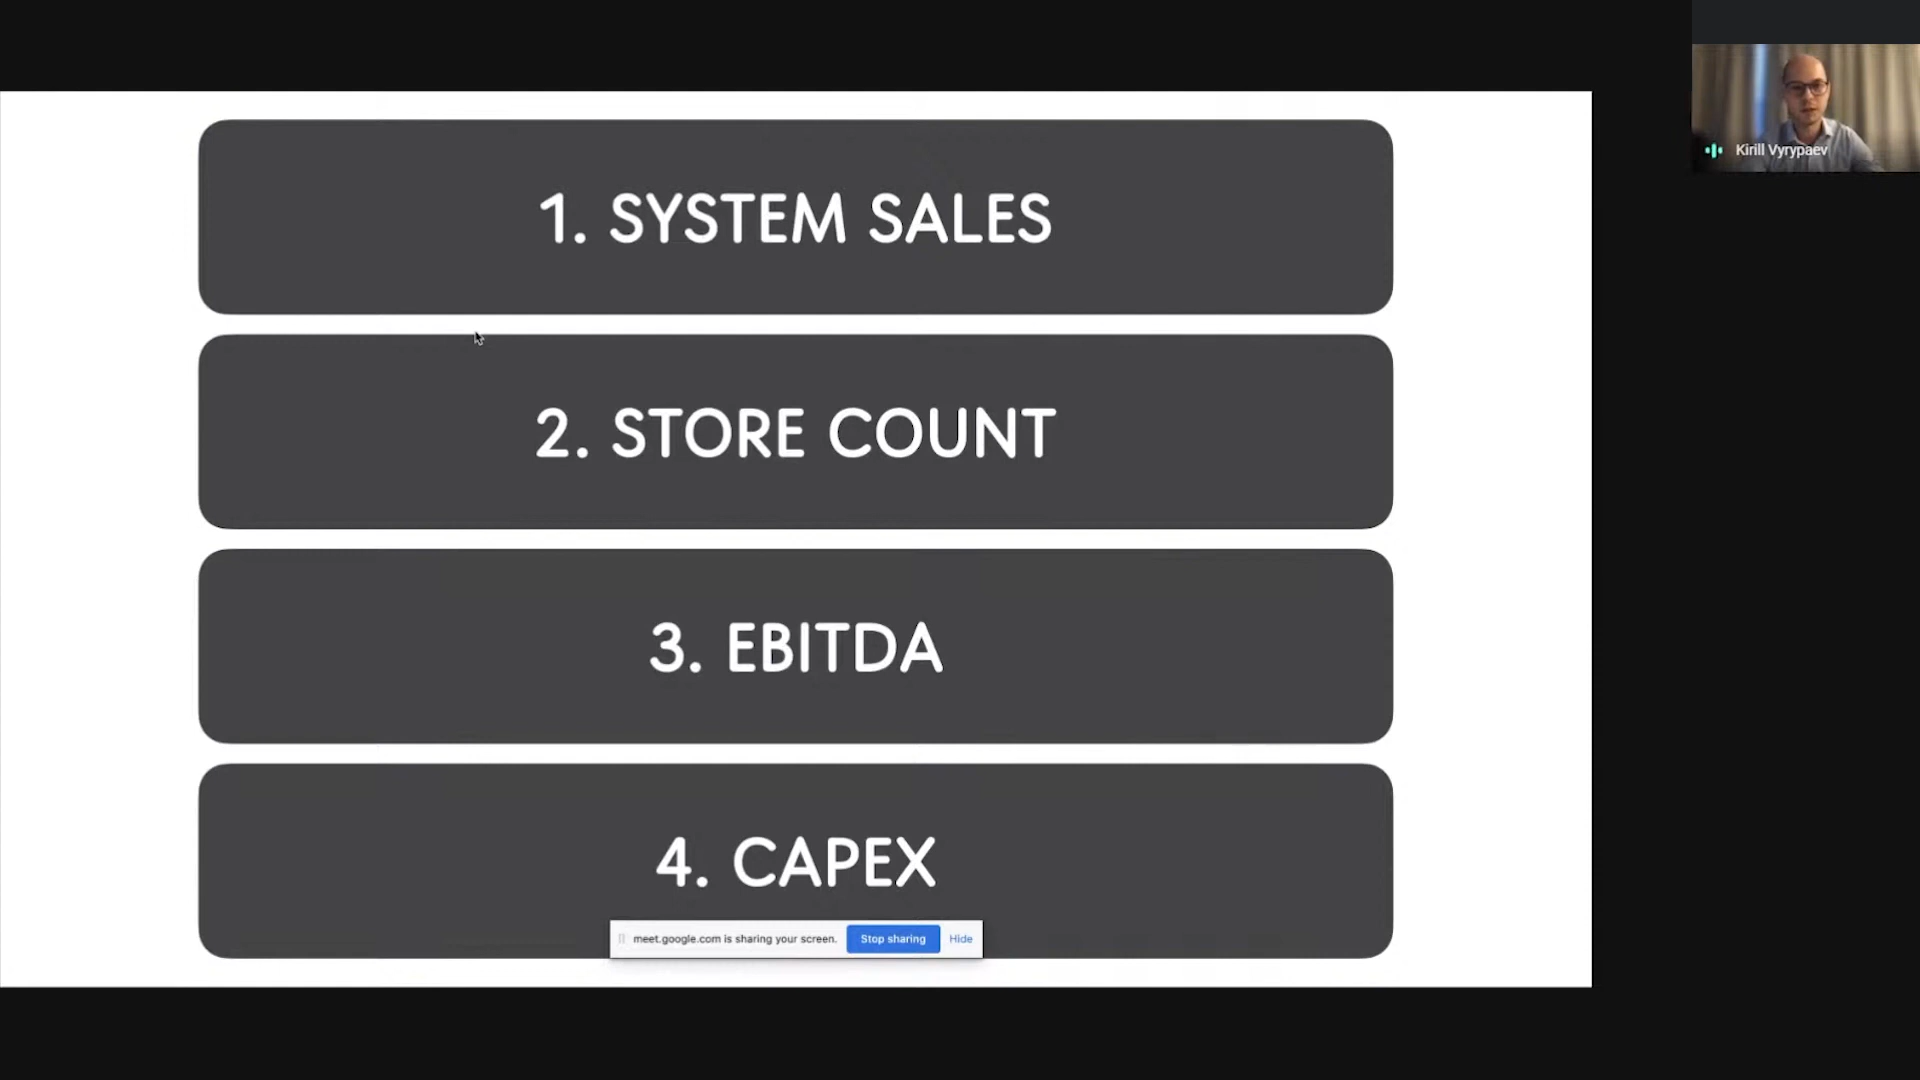 1. SYSTEM SALES
Kirill Vyrypaev
2. STORE COUNT
3. EBITDA
4. CAPEX
meet.google.com is sharing your screen. Stop sharing Hide